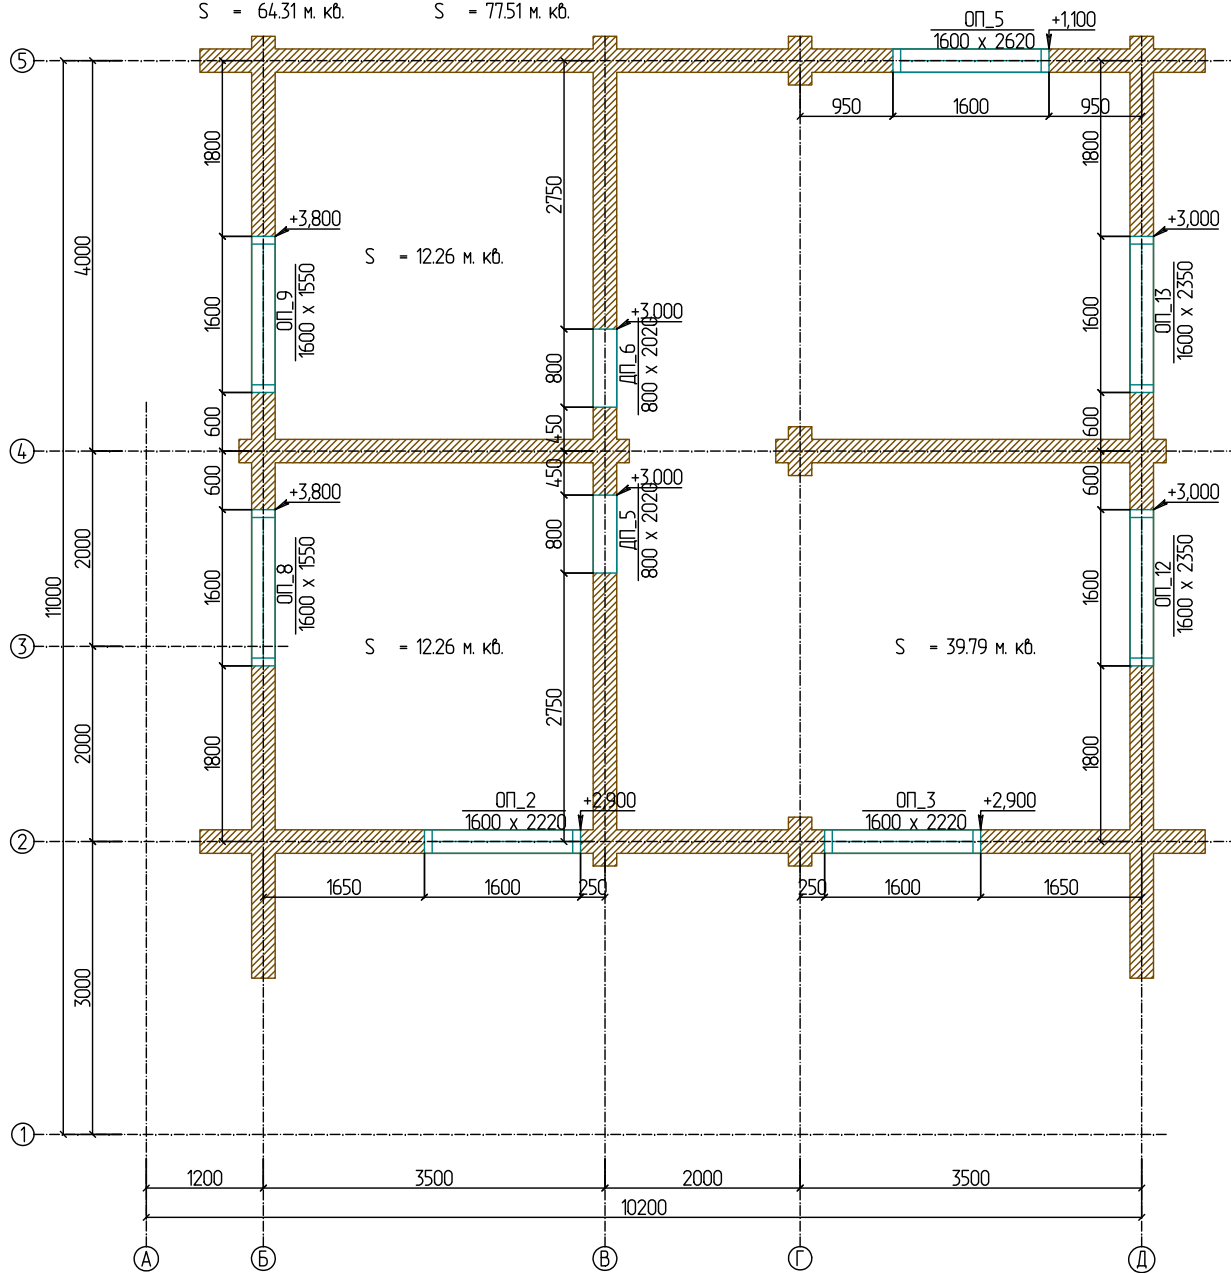 S = 64.31 м. кв. S = 77.51 м. кв.
ОП_5
1600 x 2620
+1,100
5
950 1600 950
1800
2750
1800
+3,800
+3,000
4000
S = 12.26 м. кв.
ОП_9
1600 x 1550
1600
+3,000
ДП_6
800 x 2020
800
ОП_13
1600 x 2350
1600
600
450
600
4
600
450
600
+3,800
+3,000
+3,000
2000
ОП_8
1600 x 1550
1600
ДП_5
800 x 2020
800
ОП_12
1600 x 2350
1600
11000
3
S = 12.26 м. кв.
S = 39.79 м. кв.
2000
1800
2750
1800
ОП_2
1600 x 2220
+2,900
ОП_3
1600 x 2220
+2,900
2
1650 1600 250
250 1600 1650
3000
1
1200 3500 2000 3500
10200
А Б В Г Д